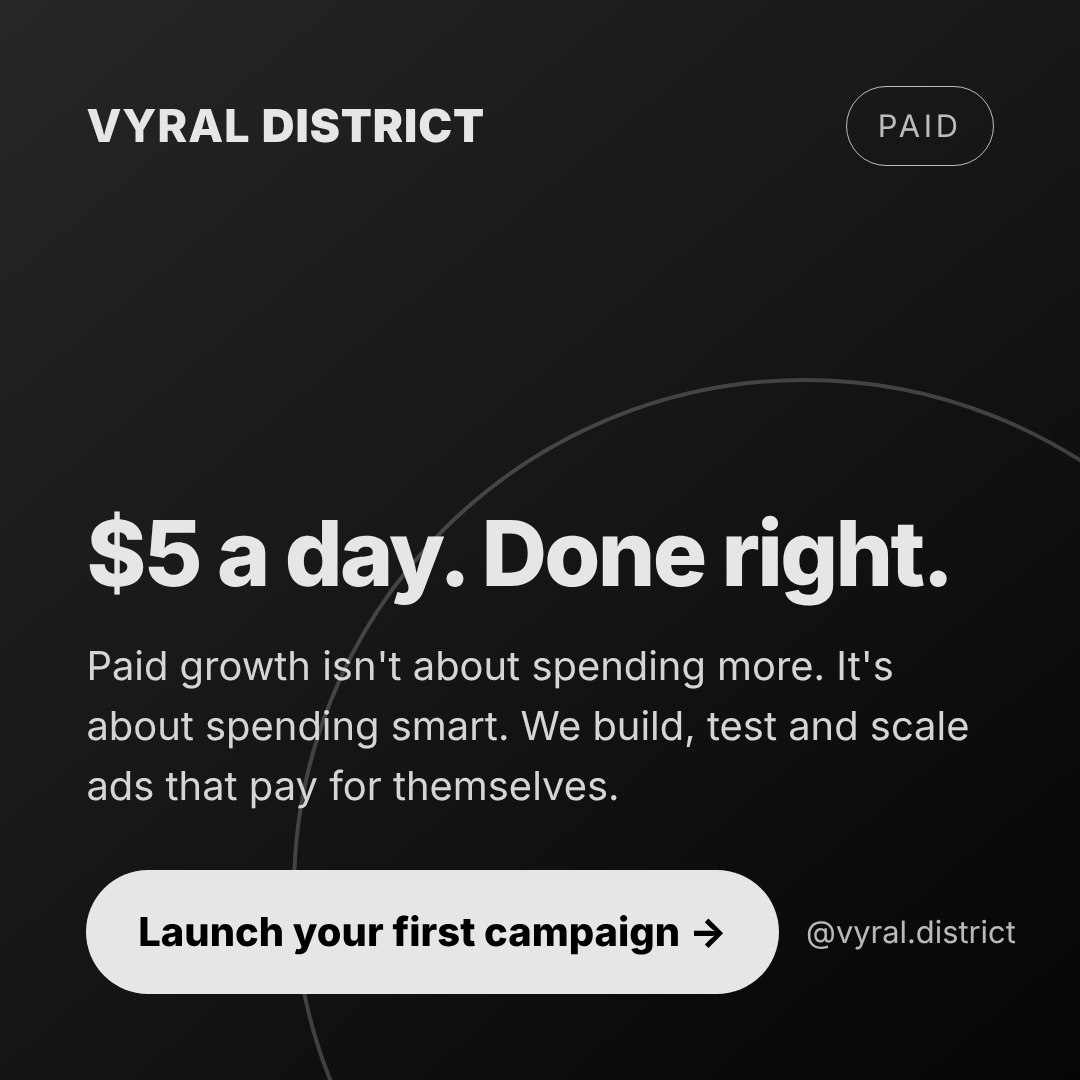 VYRAL DISTRICT
PAID
$5 a day. Done right.
Paid growth isn't about spending more. It's
about spending smart. We build, test and scale
ads that pay for themselves.
Launch your first campaign →
@vyral.district